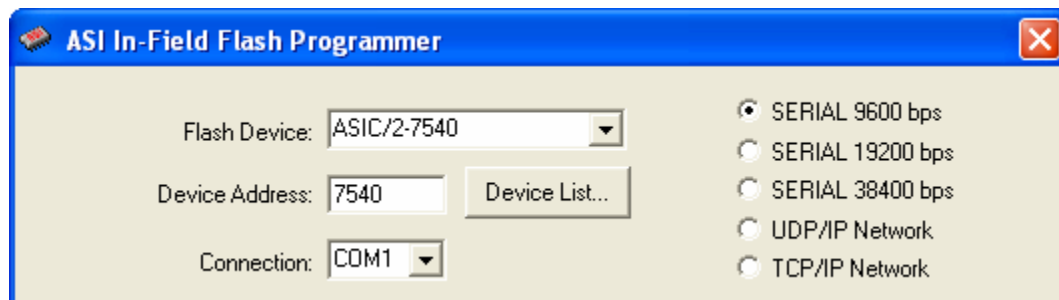 ASI In-Field Flash Programmer
Flash Device: ASIC/2-7540
Device Address: 7540 Device List...
Connection: COM1
SERIAL 9600 bps
SERIAL 19200 bps
SERIAL 38400 bps
UDP/IP Network
TCP/IP Network